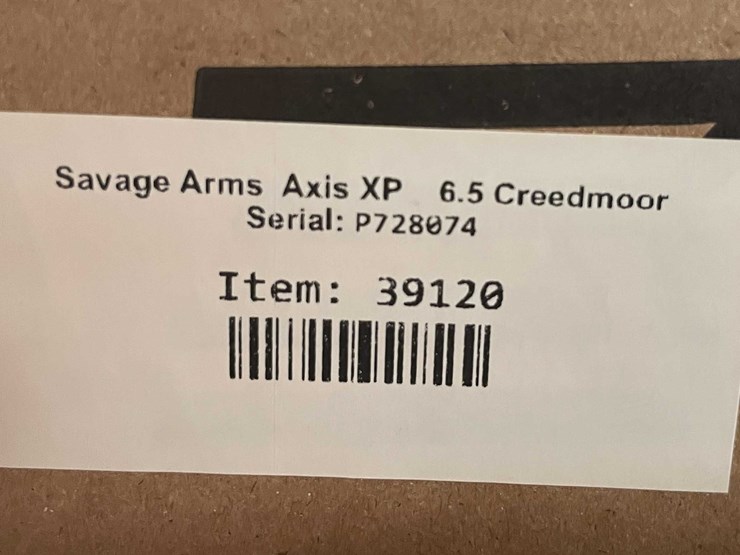 Savage Arms Axis XP 6.5 Creedmoor
Serial: P728074
Item: 39120